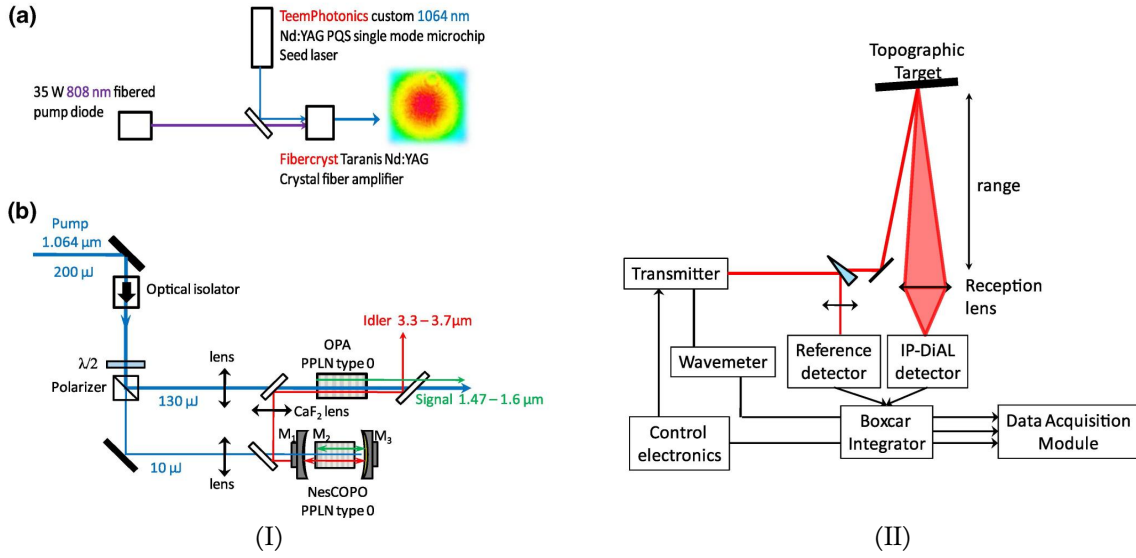 (a)
TeemPhotonics custom 1064 nm
Nd:YAG PQS single mode microchip
Seed laser
35 W 808 nm fibered
pump diode
Fibercryst Taranis Nd:YAG
Crystal fiber amplifier
(b)
Pump
1.064 µm
200 µJ
Optical isolator
λ/2
Polarizer
130 µJ
lens
OPA
PPLN type 0
Idler 3.3 – 3.7µm
Signal 1.47 – 1.6 µm
CaF2 lens
10 µJ
lens
M1
M2
M3
NesCOPO
PPLN type 0
(I)
Topographic
Target
range
Transmitter
Reception
lens
Wavemeter
Reference
detector
IP-DiAL
detector
Control
electronics
Boxcar
Integrator
Data Acquisition
Module
(II)